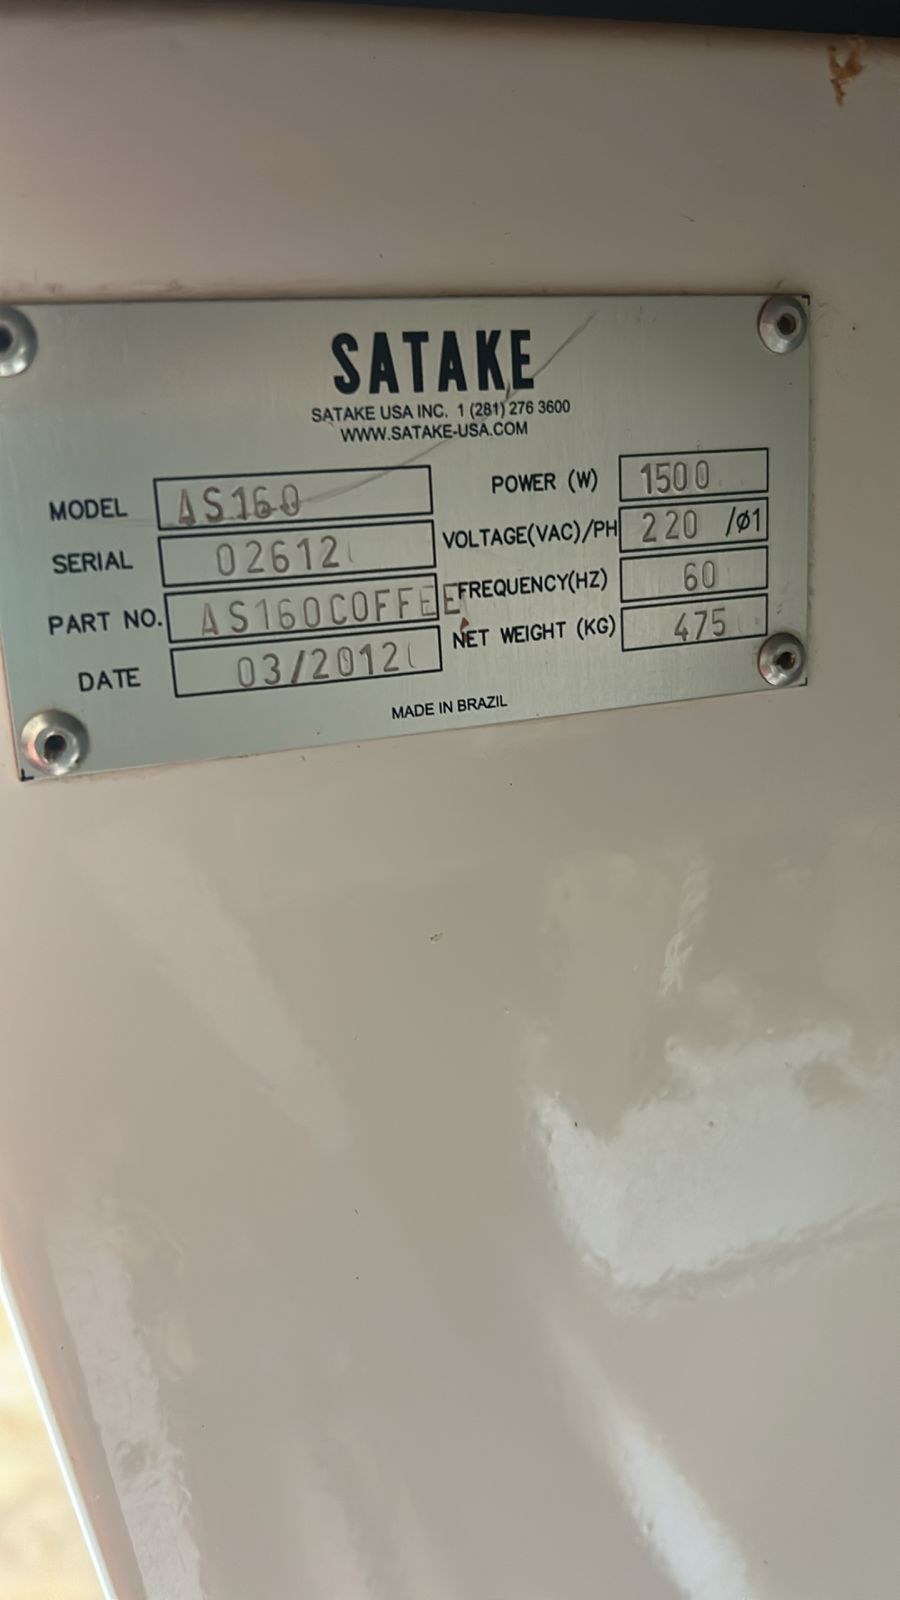 SATAKE
SATAKE USA INC. 1 (281) 276 3600
WWW.SATAKE-USA.COM
MODEL AS160
SERIAL 02612
PART NO. AS160COFFEE
DATE 03/2012
POWER (W) 1500
VOLTAGE(VAC)/PH 220 /ø1
FREQUENCY(HZ) 60
NET WEIGHT (KG) 475
MADE IN BRAZIL